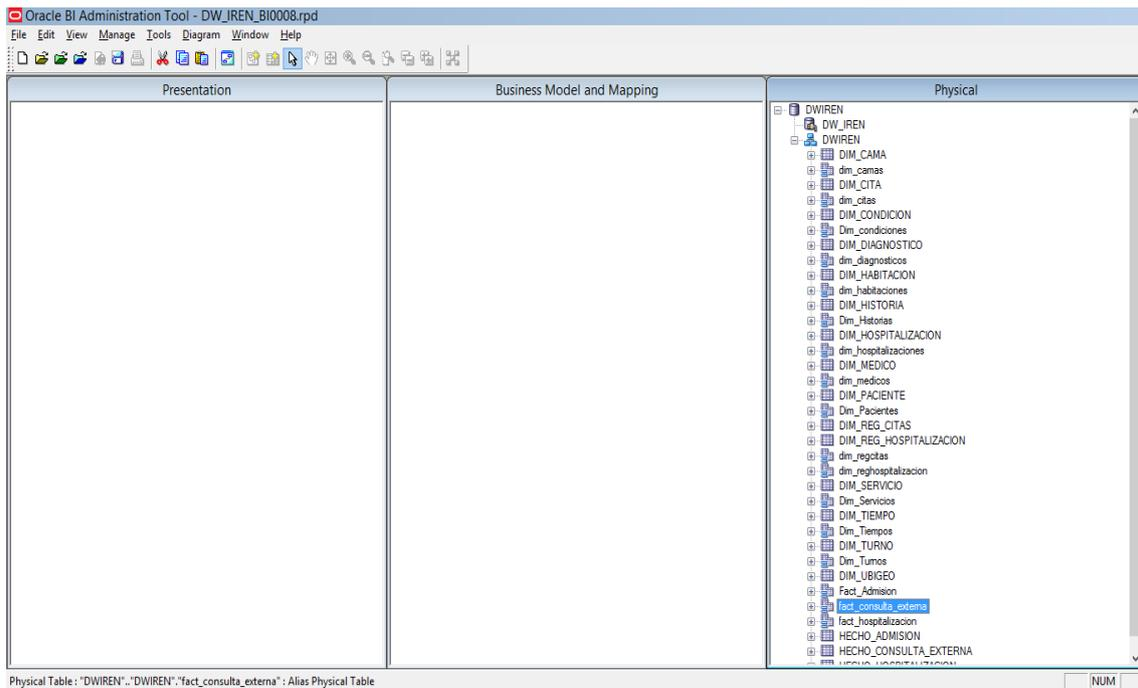 Oracle BI Administration Tool - DW_IREN_BI0008.rpd
File Edit View Manage Tools Diagram Window Help
Presentation
Business Model and Mapping
Physical
DWIREN
DW_IREN
DWIREN
DIM_CAMA
dim_camas
DIM_CITA
dim_citas
DIM_CONDICION
Dim_condiciones
DIM_DIAGNOSTICO
dim_diagnosticos
DIM_HABITACION
dim_habitaciones
DIM_HISTORIA
Dim_Historias
DIM_HOSPITALIZACION
dim_hospitalizaciones
DIM_MEDICO
dim_medicos
DIM_PACIENTE
Dim_Pacientes
DIM_REG_CITAS
DIM_REG_HOSPITALIZACION
dim_regcitas
dim_reghospitalizacion
DIM_SERVICIO
Dim_Servicios
DIM_TIEMPO
Dim_Tiempos
DIM_TURNO
Dim_Turnos
DIM_UBIGEO
Fact_Admision
fact_consulta_externa
fact_hospitalizacion
HECHO_ADMISION
HECHO_CONSULTA_EXTERNA
HECHO_HOSPITALIZACION
Physical Table : "DWIREN".."DWIREN"."fact_consulta_externa" : Alias Physical Table
NUM